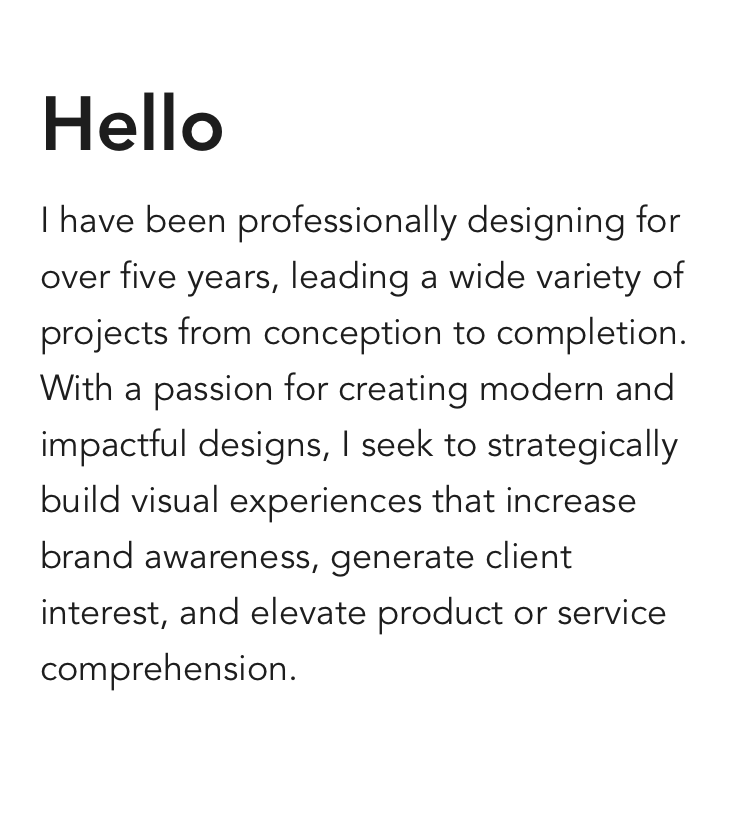 Hello
I have been professionally designing for
over five years, leading a wide variety of
projects from conception to completion.
With a passion for creating modern and
impactful designs, I seek to strategically
build visual experiences that increase
brand awareness, generate client
interest, and elevate product or service
comprehension.